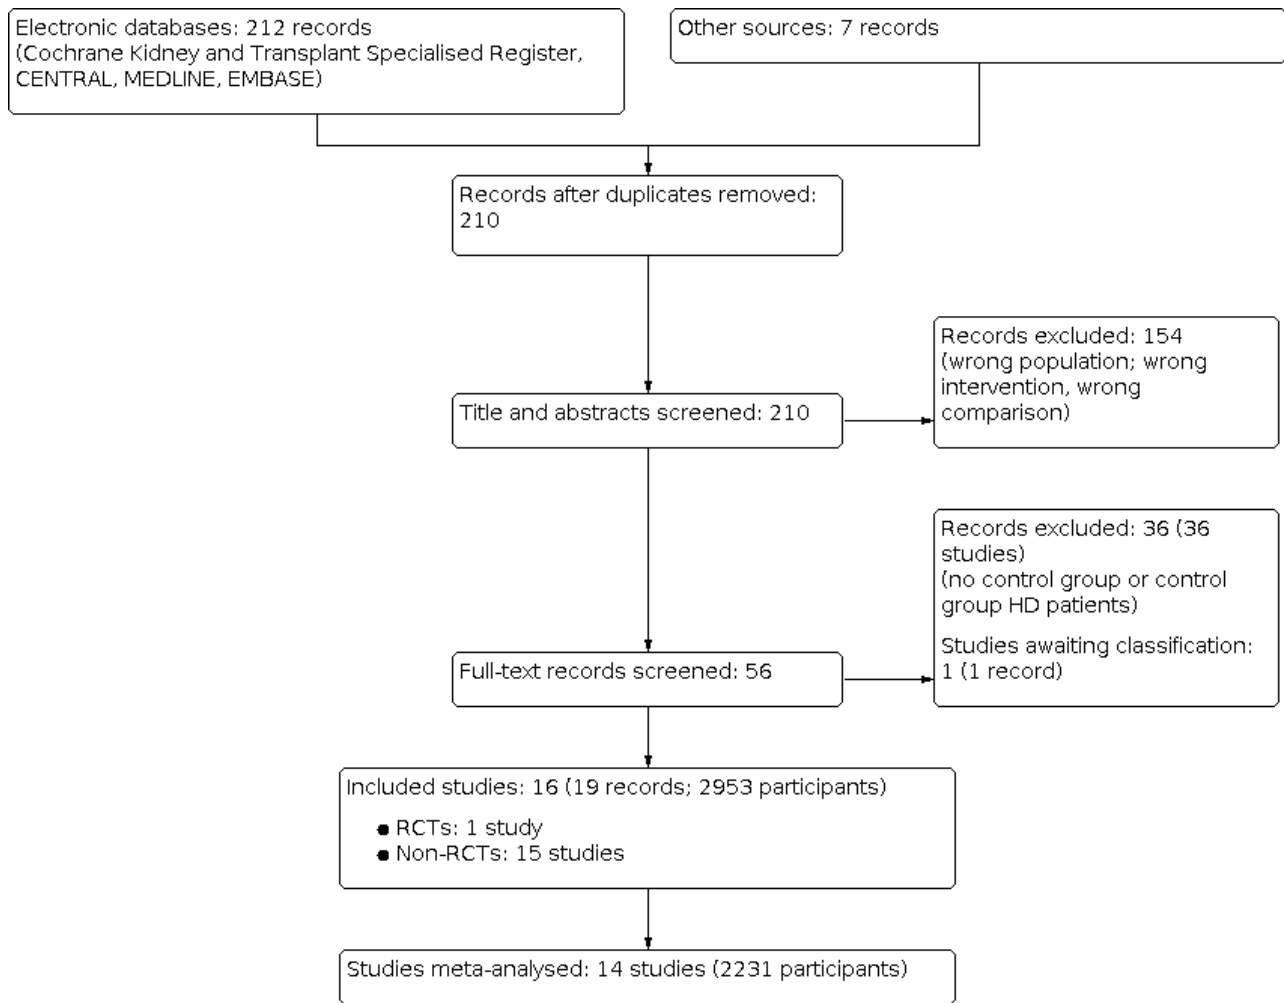 Electronic databases: 212 records
(Cochrane Kidney and Transplant Specialised Register,
CENTRAL, MEDLINE, EMBASE)
Other sources: 7 records
Records after duplicates removed:
210
Records excluded: 154
(wrong population; wrong
intervention, wrong
comparison)
Title and abstracts screened: 210
Records excluded: 36 (36
studies)
(no control group or control
group HD patients)
Studies awaiting classification:
1 (1 record)
Full-text records screened: 56
Included studies: 16 (19 records; 2953 participants)
● RCTs: 1 study
● Non-RCTs: 15 studies
Studies meta-analysed: 14 studies (2231 participants)